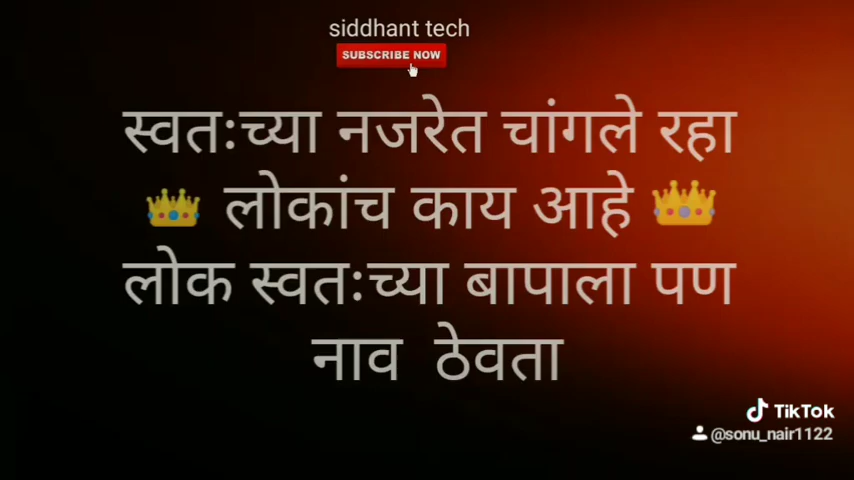 siddhant tech
SUBSCRIBE NOW
स्वतःच्या नजरेत चांगले रहा
👑 लोकांच काय आहे 👑
लोक स्वतःच्या बापाला पण
नाव ठेवता
TikTok
@sonu_nair1122